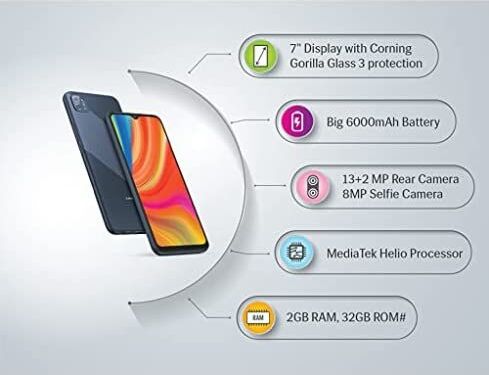 7" Display with Corning
Gorilla Glass 3 protection
Big 6000mAh Battery
13+2 MP Rear Camera
8MP Selfie Camera
MediaTek Helio Processor
RAM
2GB RAM, 32GB ROM#